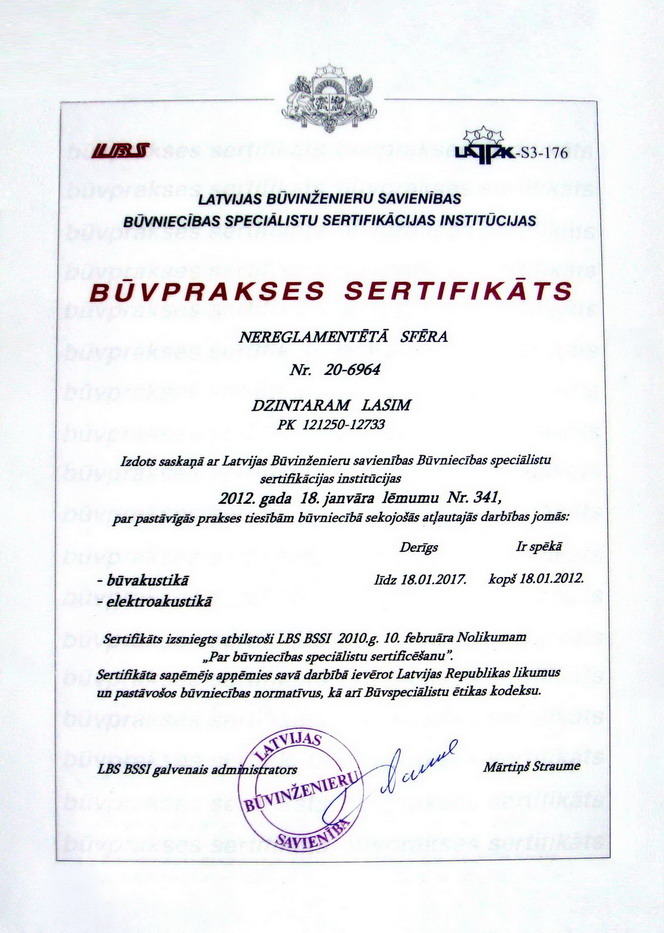 LBS
LATAK-S3-176
LATVIJAS BŪVINŽENIERU SAVIENĪBAS
BŪVNIECĪBAS SPECIĀLISTU SERTIFIKĀCIJAS INSTITŪCIJAS
BŪVPRAKSES SERTIFIKĀTS
NEREGLAMENTĒTĀ SFĒRA
Nr. 20-6964
DZINTARAM LASIM
PK 121250-12733
Izdots saskaņā ar Latvijas Būvinženieru savienības Būvniecības speciālistu
sertifikācijas institūcijas
2012. gada 18. janvāra lēmumu Nr. 341,
par pastāvīgās prakses tiesībām būvniecībā sekojošās atļautajās darbības jomās:
Derīgs Ir spēkā
- būvakustikā līdz 18.01.2017. kopš 18.01.2012.
- elektroakustikā
Sertifikāts izsniegts atbilstoši LBS BSSI 2010.g. 10. februāra Nolikumam
„Par būvniecības speciālistu sertificēšanu”.
Sertifikāta saņēmējs apņēmies savā darbībā ievērot Latvijas Republikas likumus
un pastāvošos būvniecības normatīvus, kā arī Būvspeciālistu ētikas kodeksu.
LBS BSSI galvenais administrators Mārtiņš Straume
LATVIJAS
BŪVINŽENIERU
SAVIENĪBA